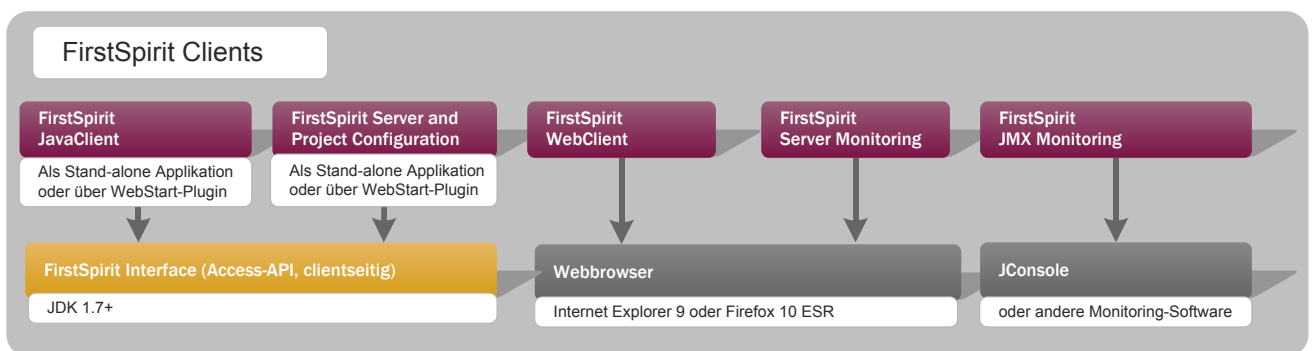 FirstSpirit Clients
FirstSpirit
JavaClient
Als Stand-alone Applikation
oder über WebStart-Plugin
FirstSpirit Server and
Project Configuration
Als Stand-alone Applikation
oder über WebStart-Plugin
FirstSpirit
WebClient
FirstSpirit
Server Monitoring
FirstSpirit
JMX Monitoring
FirstSpirit Interface (Access-API, clientseitig)
JDK 1.7+
Webbrowser
Internet Explorer 9 oder Firefox 10 ESR
JConsole
oder andere Monitoring-Software